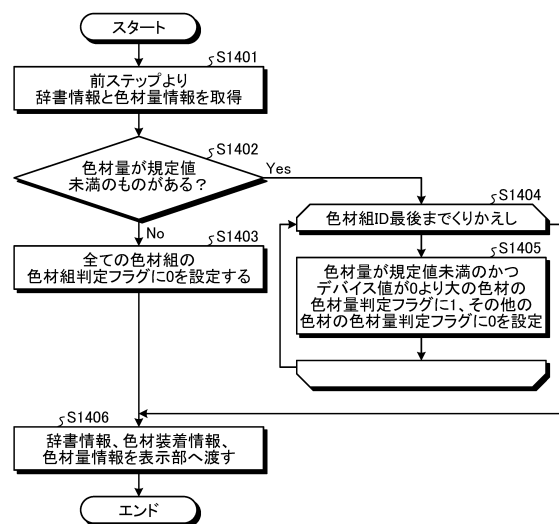 スタート
S1401
前ステップより
辞書情報と色材量情報を取得
S1402
色材量が規定値
未満のものがある？
Yes
No
S1403
全ての色材組の
色材組判定フラグに0を設定する
S1404
色材組ID最後までくりかえし
S1405
色材量が規定値未満のかつ
デバイス値が0より大の色材の
色材量判定フラグに1、その他の
色材の色材量判定フラグに0を設定
S1406
辞書情報、色材装着情報、
色材量情報を表示部へ渡す
エンド